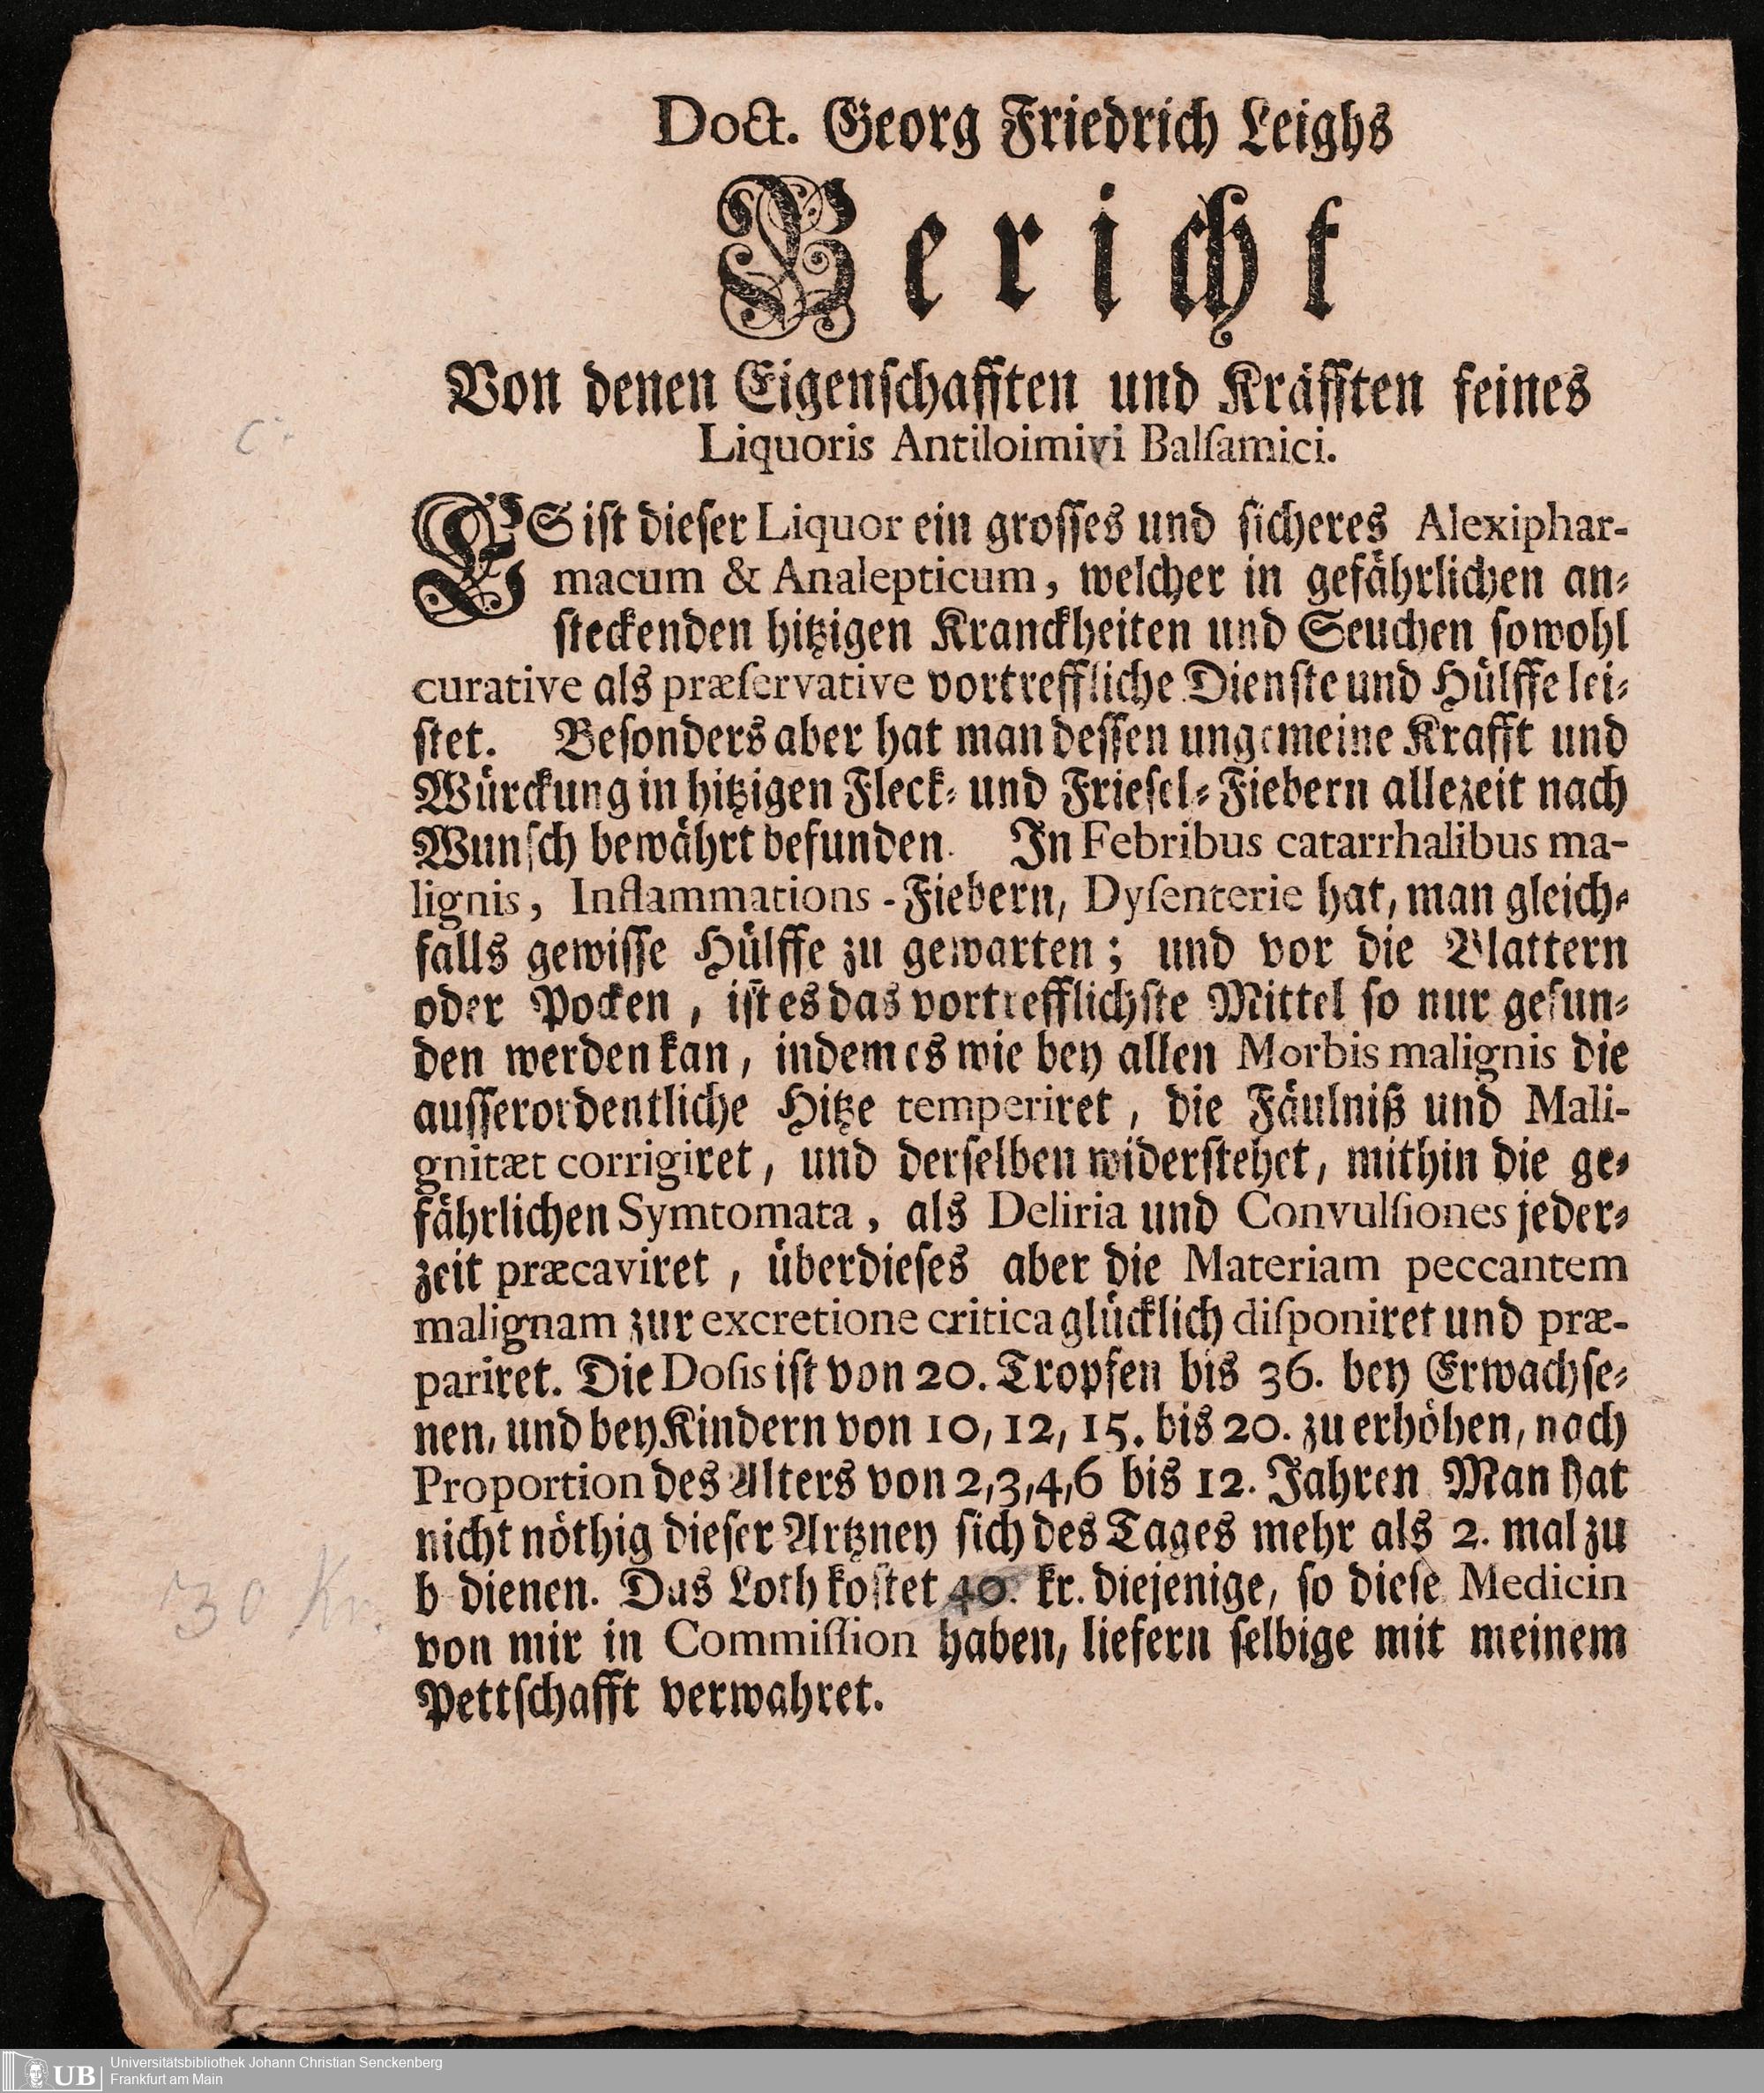 Doct. Georg Friedrich Leighs
Bericht
Von denen Eigenschafften und Kräfften seines
Liquoris Antiloimivi Balſamici.
ES iſt dieſer Liquor ein groſſes und ſicheres Alexiphar-
macum & Analepticum, welcher in gefährlichen an-
ſteckenden hitzigen Kranckheiten und Seuchen ſowohl
curative als præſervative vortreffliche Dienſte und Hülffe lei-
ſtet. Beſonders aber hat man deſſen ungemeine Krafft und
Würckung in hitzigen Fleck- und Frieſel-Fiebern allezeit nach
Wunſch bewährt befunden. In Febribus catarrhalibus ma-
lignis, Inflammations-Fiebern, Dyſenterie hat, man gleich-
falls gewiſſe Hülffe zu gewarten; und vor die Blattern
oder Pocken, iſt es das vortrefflichſte Mittel ſo nur gefun-
den werden kan, indem es wie bey allen Morbis malignis die
auſſerordentliche Hitze temperiret, die Fäulniß und Mali-
gnitæt corrigiret, und derſelben widerſtehet, mithin die ge-
fährlichen Symtomata, als Deliria und Convulſiones jeder-
zeit præcaviret, überdieſes aber die Materiam peccantem
malignam zur excretione critica glücklich diſponiret und præ-
pariret. Die Doſis iſt von 20. Tropfen bis 36. bey Erwachſe-
nen, und bey Kindern von 10, 12, 15. bis 20. zu erhöhen, nach
Proportion des Alters von 2,3,4,6 bis 12. Jahren Man hat
nicht nöthig dieſer Artzney ſich des Tages mehr als 2. mal zu
b dienen. Das Loth koſtet 40. kr. diejenige, ſo dieſe Medicin
von mir in Commiſſion haben, liefern ſelbige mit meinem
Pettſchafft verwahret.
30 Kr.
UB
Universitätsbibliothek Johann Christian Senckenberg
Frankfurt am Main